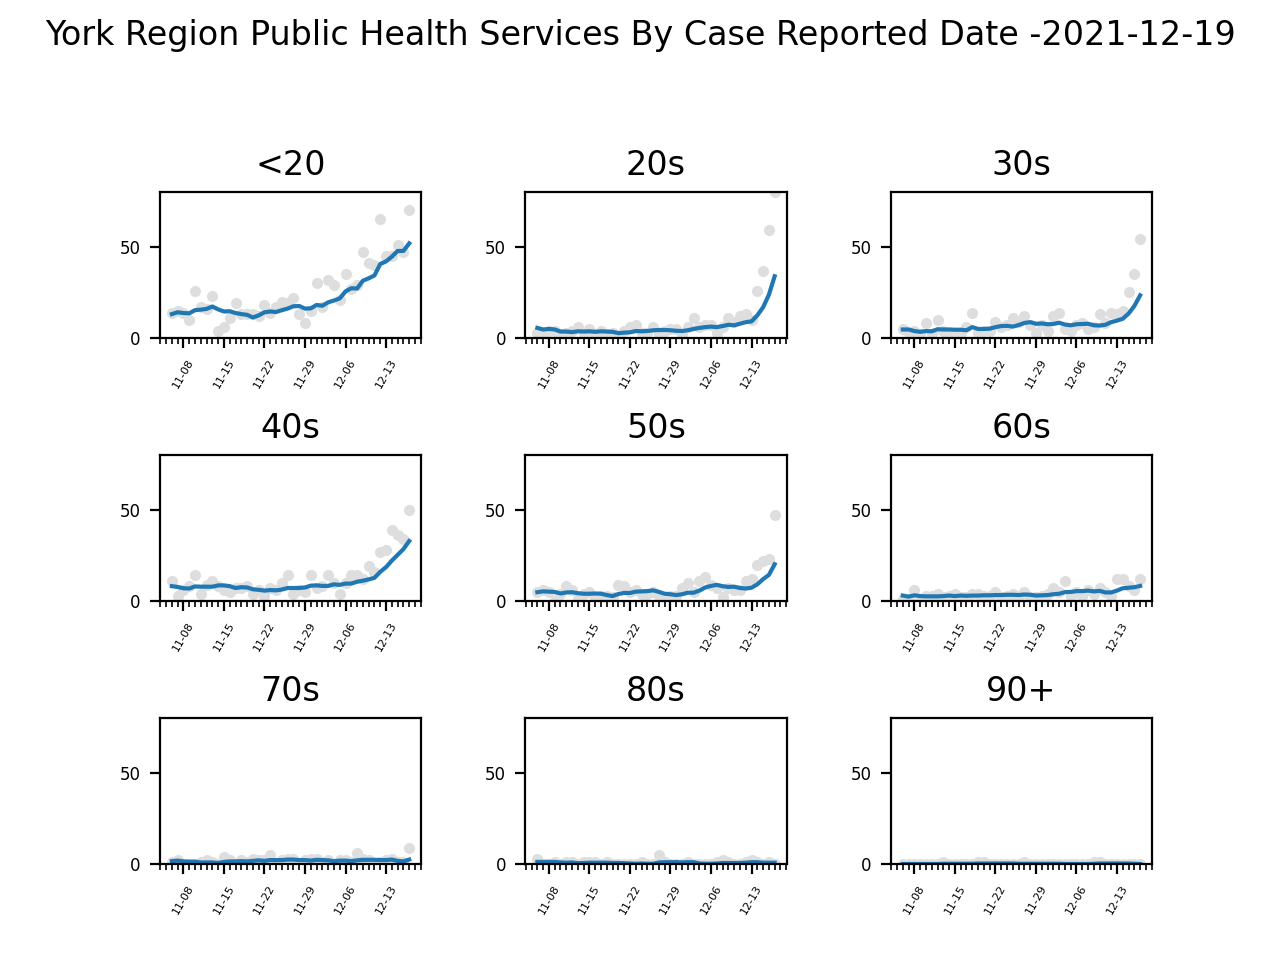 York Region Public Health Services By Case Reported Date -2021-12-19
<20 20s 30s
50 50 50
0 0 0
11-08 11-15 11-22 11-29 12-06 12-13 11-08 11-15 11-22 11-29 12-06 12-13 11-08 11-15 11-22 11-29 12-06 12-13
40s 50s 60s
50 50 50
0 0 0
11-08 11-15 11-22 11-29 12-06 12-13 11-08 11-15 11-22 11-29 12-06 12-13 11-08 11-15 11-22 11-29 12-06 12-13
70s 80s 90+
50 50 50
0 0 0
11-08 11-15 11-22 11-29 12-06 12-13 11-08 11-15 11-22 11-29 12-06 12-13 11-08 11-15 11-22 11-29 12-06 12-13